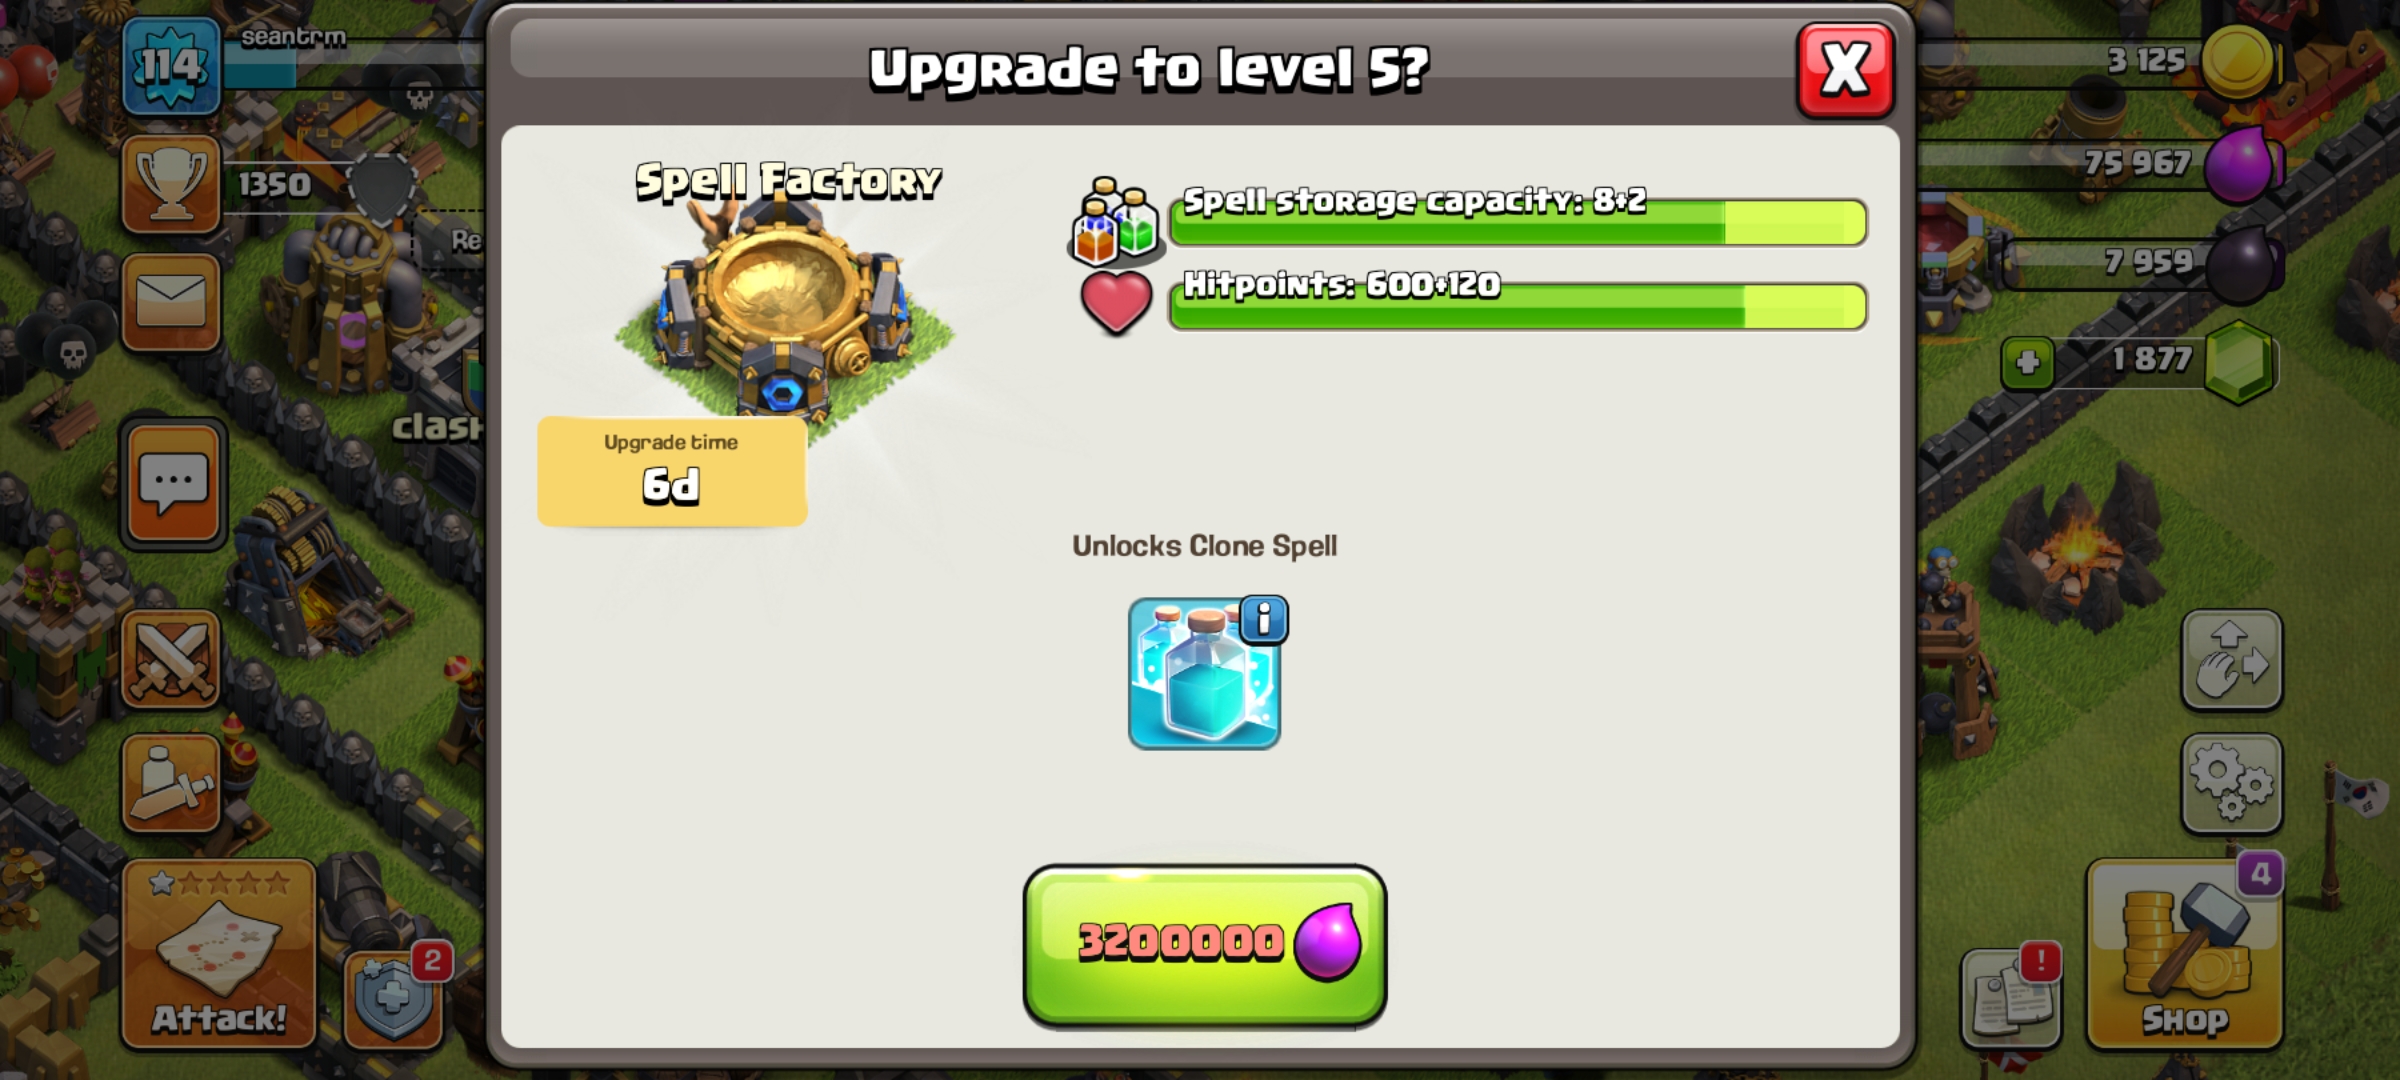 114
seantrm
1350
Re
clash
Attack!
2
Upgrade to level 5?
X
Spell Factory
Upgrade time
6d
Spell storage capacity: 8+2
Hitpoints: 600+120
Unlocks Clone Spell
i
3200000
3 125
75 967
7 959
1 877
4
!
Shop